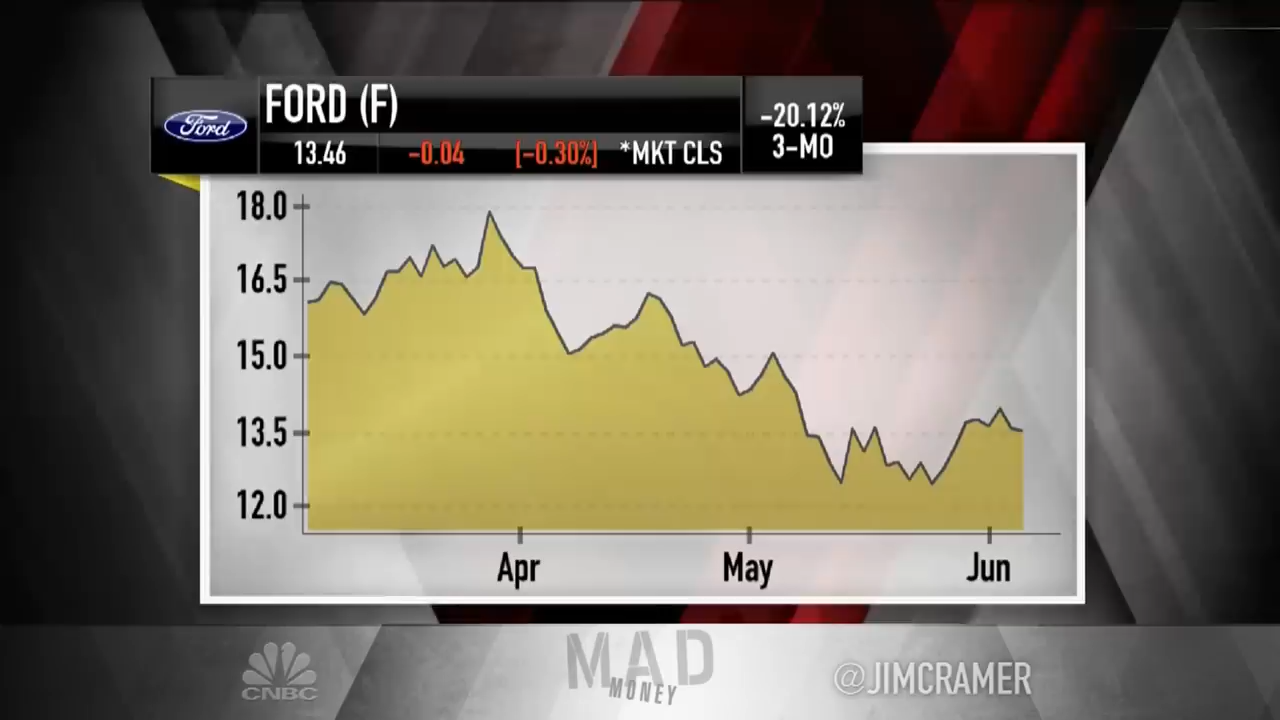 Ford
FORD (F)
13.46 -0.04 [-0.30%] *MKT CLS
-20.12%
3-MO
18.0
16.5
15.0
13.5
12.0
Apr May Jun
CNBC
MAD
MONEY
@JIMCRAMER